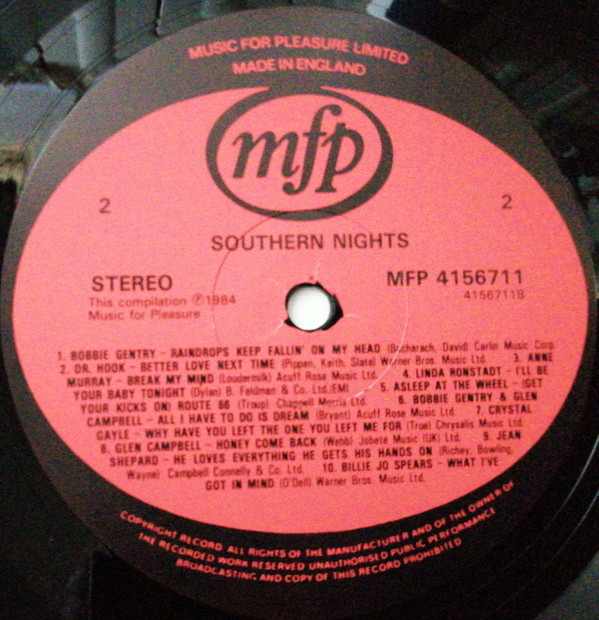 MUSIC FOR PLEASURE LIMITED
MADE IN ENGLAND
mfp
2 2
SOUTHERN NIGHTS
STEREO MFP 4156711
This compilation ℗1984 4156711B
Music for Pleasure
1. BOBBIE GENTRY - RAINDROPS KEEP FALLIN' ON MY HEAD (Bacharach, David) Carlin Music Corp.
2. DR. HOOK - BETTER LOVE NEXT TIME (Pippen, Keith, Slate) Warner Bros. Music Ltd. 3. ANNE
MURRAY - BREAK MY MIND (Loudermilk) Acuff Rose Music Ltd. 4. LINDA RONSTADT - I'LL BE
YOUR BABY TONIGHT (Dylan) B. Feldman & Co. Ltd./EMI) 5. ASLEEP AT THE WHEEL - (GET
YOUR KICKS ON) ROUTE 66 (Troup) Chappell Morris Ltd. 6. BOBBIE GENTRY & GLEN
CAMPBELL - ALL I HAVE TO DO IS DREAM (Bryant) Acuff Rose Music Ltd. 7. CRYSTAL
GAYLE - WHY HAVE YOU LEFT THE ONE YOU LEFT ME FOR (True) Chrysalis Music Ltd.
8. GLEN CAMPBELL - HONEY COME BACK (Webb) Jobete Music (UK) Ltd. 9. JEAN
SHEPARD - HE LOVES EVERYTHING HE GETS HIS HANDS ON (Richey, Bowling,
Wayne) Campbell Connelly & Co. Ltd. 10. BILLIE JO SPEARS - WHAT I'VE
GOT IN MIND (O'Dell) Warner Bros. Music Ltd.
COPYRIGHT RECORD ALL RIGHTS OF THE MANUFACTURER AND OF THE OWNER OF
THE RECORDED WORK RESERVED UNAUTHORISED PUBLIC PERFORMANCE
BROADCASTING AND COPY OF THIS RECORD PROHIBITED